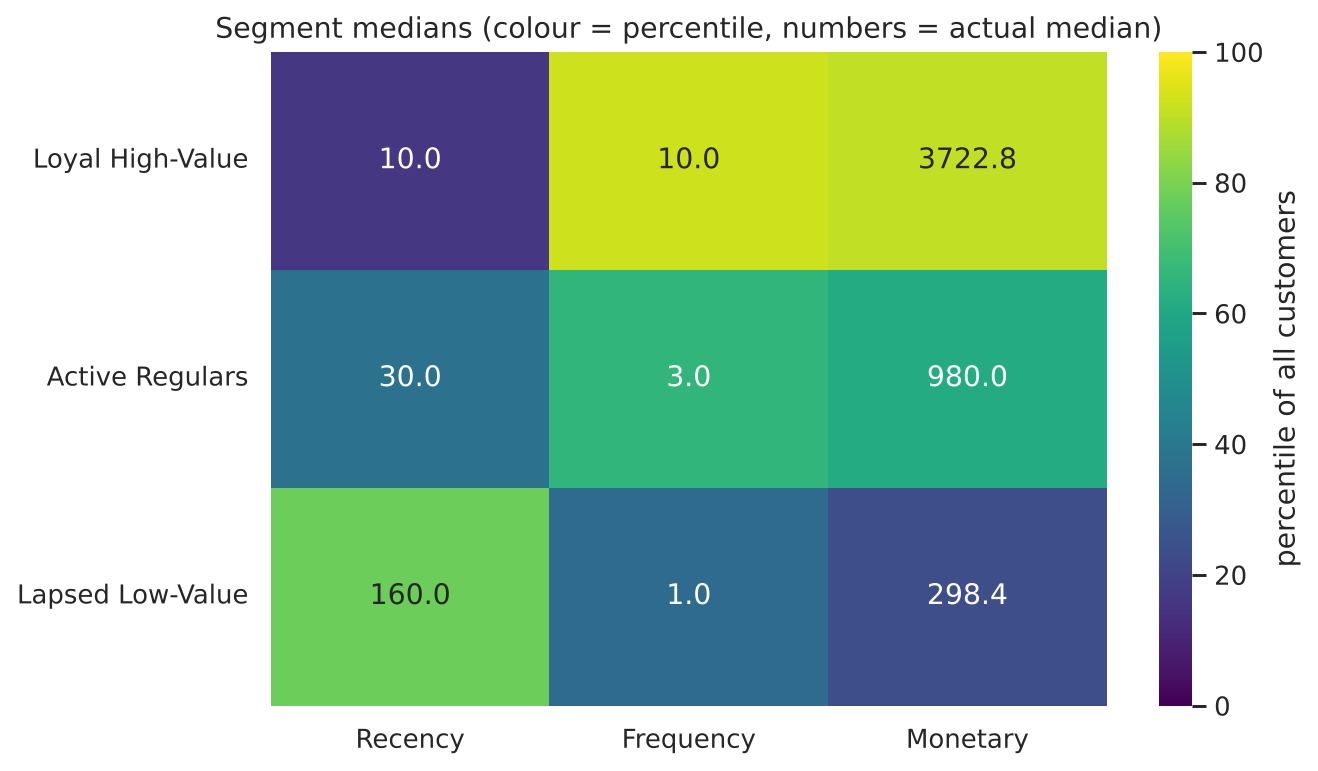 Segment medians (colour = percentile, numbers = actual median)
Loyal High-Value 10.0 10.0 3722.8
Active Regulars 30.0 3.0 980.0
Lapsed Low-Value 160.0 1.0 298.4
Recency Frequency Monetary
100
80
60
40
20
0
percentile of all customers